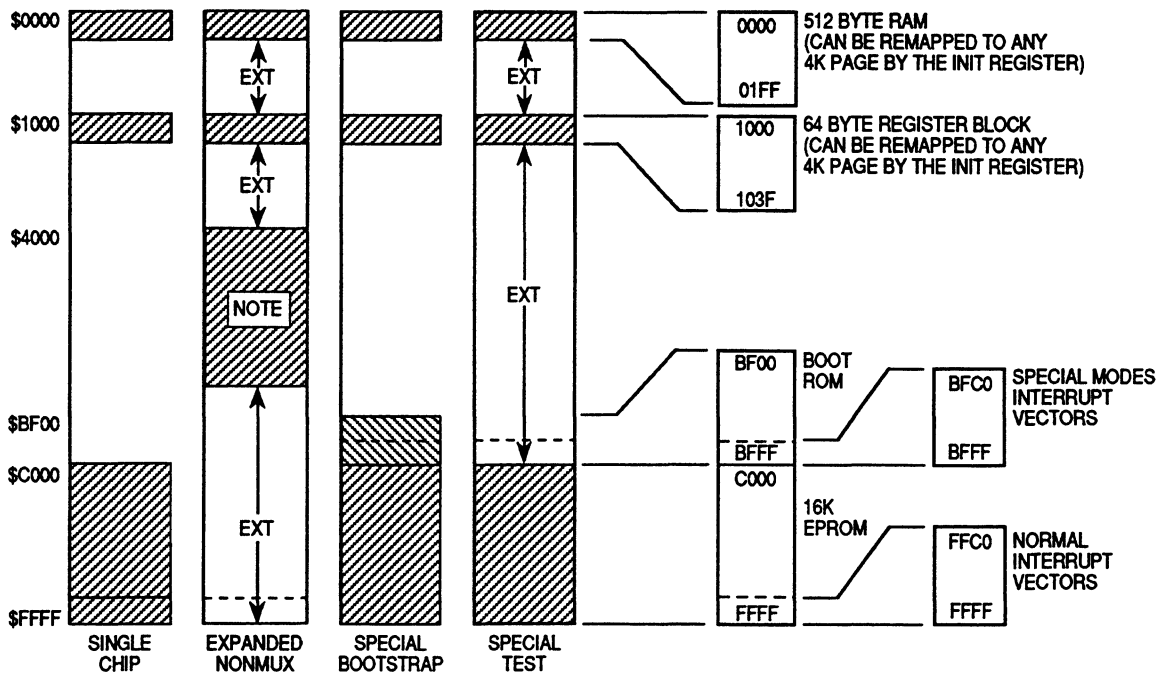 $0000
$1000
$4000
$BF00
$C000
$FFFF
EXT
EXT
NOTE
EXT
EXT
EXT
SINGLE
CHIP
EXPANDED
NONMUX
SPECIAL
BOOTSTRAP
SPECIAL
TEST
0000
01FF
512 BYTE RAM
(CAN BE REMAPPED TO ANY
4K PAGE BY THE INIT REGISTER)
1000
103F
64 BYTE REGISTER BLOCK
(CAN BE REMAPPED TO ANY
4K PAGE BY THE INIT REGISTER)
BF00
BFFF
BOOT
ROM
BFC0
BFFF
SPECIAL MODES
INTERRUPT
VECTORS
C000
FFFF
16K
EPROM
FFC0
FFFF
NORMAL
INTERRUPT
VECTORS